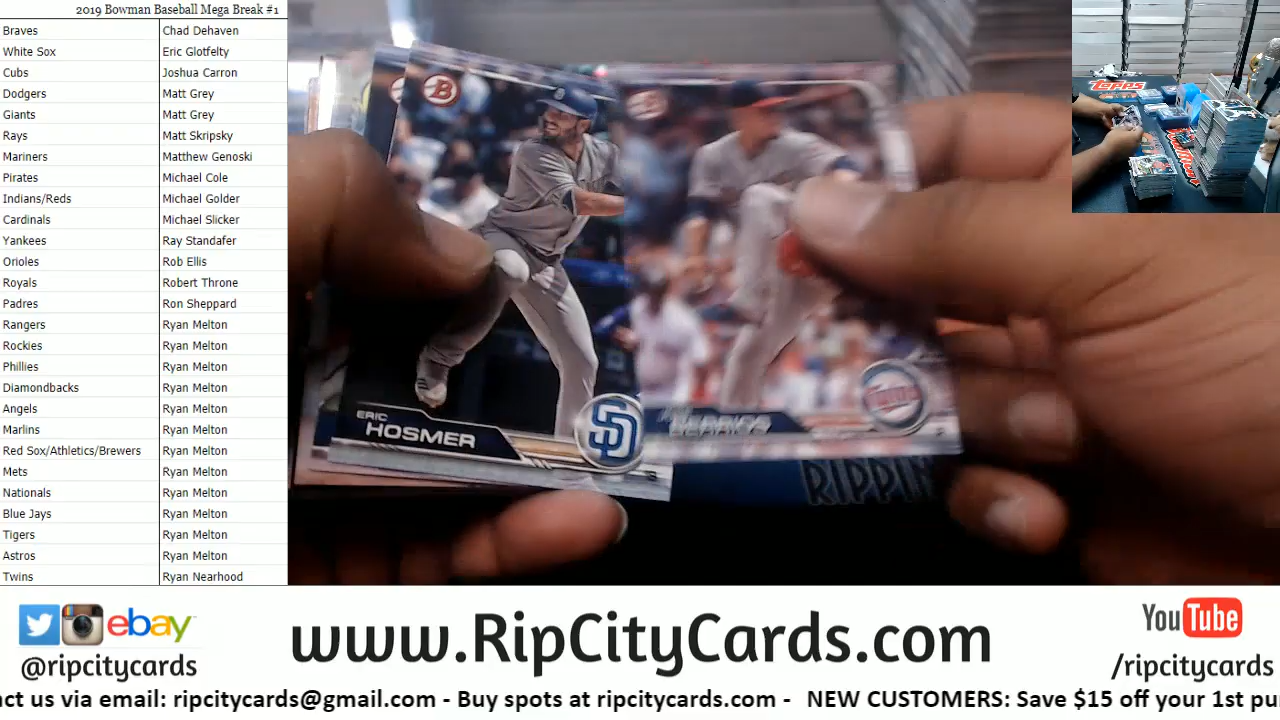 2019 Bowman Baseball Mega Break #1
Braves Chad Dehaven
White Sox Eric Glotfelty
Cubs Joshua Carron
Dodgers Matt Grey
Giants Matt Grey
Rays Matt Skripsky
Mariners Matthew Genoski
Pirates Michael Cole
Indians/Reds Michael Golder
Cardinals Michael Slicker
Yankees Ray Standafer
Orioles Rob Ellis
Royals Robert Throne
Padres Ron Sheppard
Rangers Ryan Melton
Rockies Ryan Melton
Phillies Ryan Melton
Diamondbacks Ryan Melton
Angels Ryan Melton
Marlins Ryan Melton
Red Sox/Athletics/Brewers Ryan Melton
Mets Ryan Melton
Nationals Ryan Melton
Blue Jays Ryan Melton
Tigers Ryan Melton
Astros Ryan Melton
Twins Ryan Nearhood
B
ERIC
HOSMER
SD
Twins
RIPPIN
TOPPS
ebay
@ripcitycards
www.RipCityCards.com
YouTube
/ripcitycards
ct us via email: ripcitycards@gmail.com - Buy spots at ripcitycards.com - NEW CUSTOMERS: Save $15 off your 1st pu